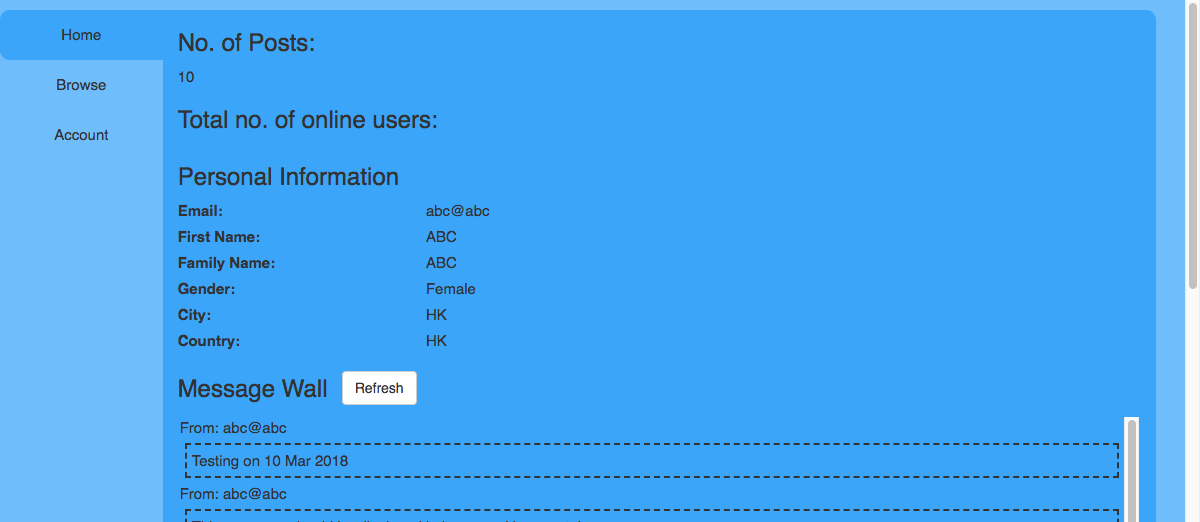 Home
Browse
Account
No. of Posts:
10
Total no. of online users:
Personal Information
Email: abc@abc
First Name: ABC
Family Name: ABC
Gender: Female
City: HK
Country: HK
Message Wall Refresh
From: abc@abc
Testing on 10 Mar 2018
From: abc@abc